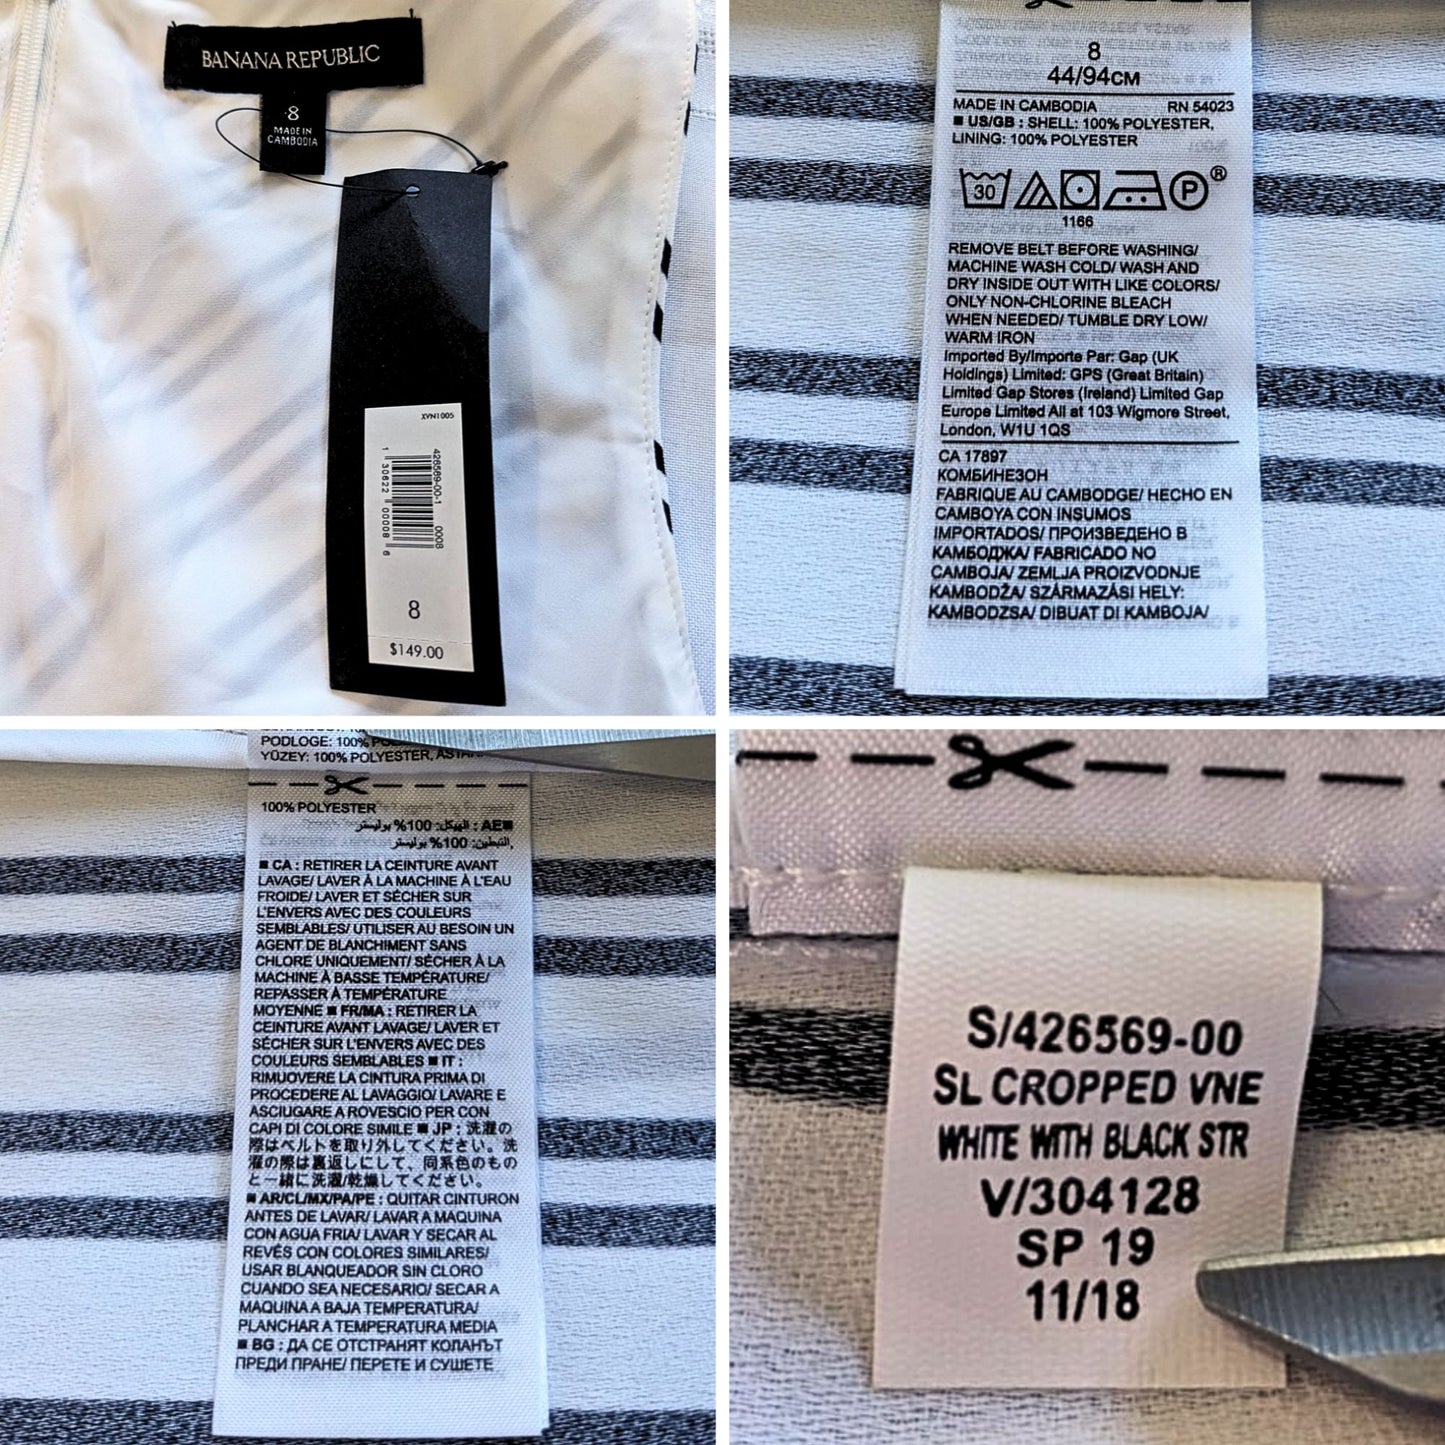 BANANA REPUBLIC
8
MADE IN
CAMBODIA
XVN1005
426569-00-1 0008
1 30622 00008 6
8
$149.00
8
44/94CM
MADE IN CAMBODIA RN 54023
■ US/GB : SHELL: 100% POLYESTER,
LINING: 100% POLYESTER
30 P ®
1166
REMOVE BELT BEFORE WASHING/
MACHINE WASH COLD/ WASH AND
DRY INSIDE OUT WITH LIKE COLORS/
ONLY NON-CHLORINE BLEACH
WHEN NEEDED/ TUMBLE DRY LOW/
WARM IRON
Imported By/Importe Par: Gap (UK
Holdings) Limited: GPS (Great Britain)
Limited Gap Stores (Ireland) Limited Gap
Europe Limited All at 103 Wigmore Street,
London, W1U 1QS
CA 17897
КОМБИНЕЗОН
FABRIQUE AU CAMBODGE/ HECHO EN
CAMBOYA CON INSUMOS
IMPORTADOS/ ПРОИЗВЕДЕНО В
КАМБОДЖА/ FABRICADO NO
CAMBOJA/ ZEMLJA PROIZVODNJE
KAMBODŽA/ SZÁRMAZÁSI HELY:
KAMBODZSA/ DIBUAT DI KAMBOJA/
PODLOGE: 100%
YÜZEY: 100% POLYESTER,
100% POLYESTER
■AE : الهيكل: 100% بوليستر
,التبطين: 100% بوليستر
■ CA : RETIRER LA CEINTURE AVANT
LAVAGE/ LAVER À LA MACHINE À L'EAU
FROIDE/ LAVER ET SÉCHER SUR
L'ENVERS AVEC DES COULEURS
SEMBLABLES/ UTILISER AU BESOIN UN
AGENT DE BLANCHIMENT SANS
CHLORE UNIQUEMENT/ SÉCHER À LA
MACHINE À BASSE TEMPÉRATURE/
REPASSER À TEMPÉRATURE
MOYENNE ■ FR/MA : RETIRER LA
CEINTURE AVANT LAVAGE/ LAVER ET
SÉCHER SUR L'ENVERS AVEC DES
COULEURS SEMBLABLES ■ IT :
RIMUOVERE LA CINTURA PRIMA DI
PROCEDERE AL LAVAGGIO/ LAVARE E
ASCIUGARE A ROVESCIO PER CON
CAPI DI COLORE SIMILE ■ JP : 洗濯の
際はベルトを取り外してください。洗
濯の際は裏返しにして、同系色のもの
と一緒に洗濯/乾燥してください。
■ AR/CL/MX/PA/PE : QUITAR CINTURON
ANTES DE LAVAR/ LAVAR A MAQUINA
CON AGUA FRIA/ LAVAR Y SECAR AL
REVÉS CON COLORES SIMILARES/
USAR BLANQUEADOR SIN CLORO
CUANDO SEA NECESARIO/ SECAR A
MAQUINA A BAJA TEMPERATURA/
PLANCHAR A TEMPERATURA MEDIA
■ BG : ДА СЕ ОТСТРАНЯТ КОЛАНЪТ
ПРЕДИ ПРАНЕ/ ПЕРЕТЕ И СУШЕТЕ
S/426569-00
SL CROPPED VNE
WHITE WITH BLACK STR
V/304128
SP 19
11/18